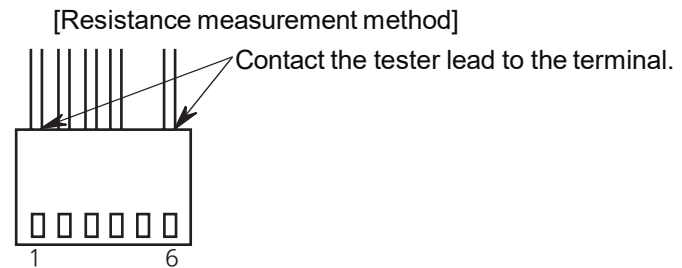 [Resistance measurement method]
Contact the tester lead to the terminal.
1 6